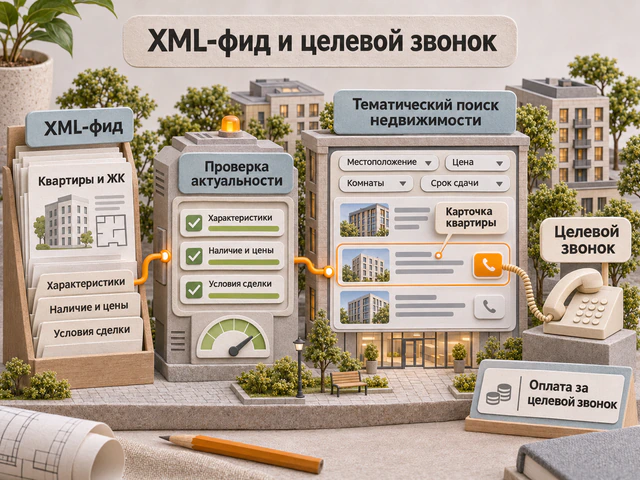 XML-фид и целевой звонок
XML-фид
Квартиры и ЖК
Характеристики
Наличие и цены
Условия сделки
Проверка
актуальности
Характеристики
Наличие и цены
Условия сделки
Тематический поиск
недвижимости
Местоположение
Цена
Комнаты
Срок сдачи
Карточка
квартиры
Целевой
звонок
Оплата за
целевой звонок